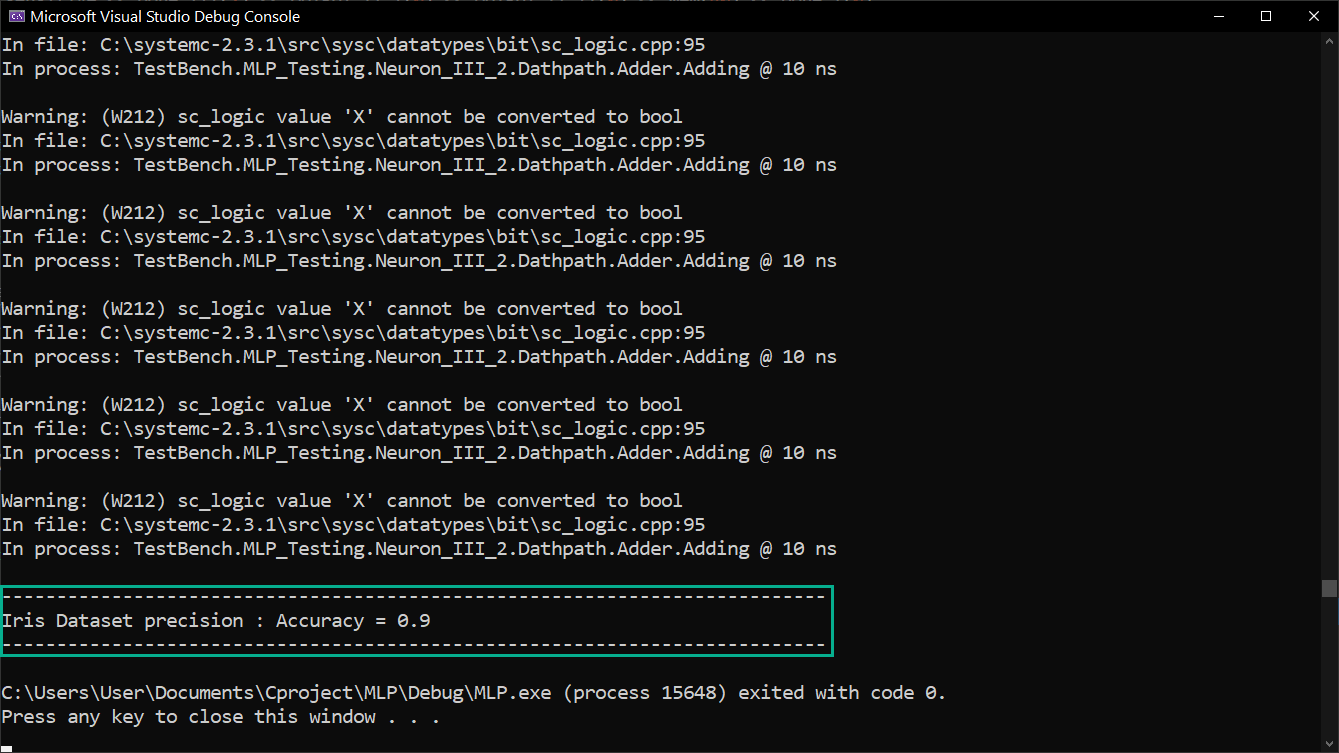 Microsoft Visual Studio Debug Console
In file: C:\systemc-2.3.1\src\sysc\datatypes\bit\sc_logic.cpp:95
In process: TestBench.MLP_Testing.Neuron_III_2.Dathpath.Adder.Adding @ 10 ns
Warning: (W212) sc_logic value 'X' cannot be converted to bool
In file: C:\systemc-2.3.1\src\sysc\datatypes\bit\sc_logic.cpp:95
In process: TestBench.MLP_Testing.Neuron_III_2.Dathpath.Adder.Adding @ 10 ns
Warning: (W212) sc_logic value 'X' cannot be converted to bool
In file: C:\systemc-2.3.1\src\sysc\datatypes\bit\sc_logic.cpp:95
In process: TestBench.MLP_Testing.Neuron_III_2.Dathpath.Adder.Adding @ 10 ns
Warning: (W212) sc_logic value 'X' cannot be converted to bool
In file: C:\systemc-2.3.1\src\sysc\datatypes\bit\sc_logic.cpp:95
In process: TestBench.MLP_Testing.Neuron_III_2.Dathpath.Adder.Adding @ 10 ns
Warning: (W212) sc_logic value 'X' cannot be converted to bool
In file: C:\systemc-2.3.1\src\sysc\datatypes\bit\sc_logic.cpp:95
In process: TestBench.MLP_Testing.Neuron_III_2.Dathpath.Adder.Adding @ 10 ns
Warning: (W212) sc_logic value 'X' cannot be converted to bool
In file: C:\systemc-2.3.1\src\sysc\datatypes\bit\sc_logic.cpp:95
In process: TestBench.MLP_Testing.Neuron_III_2.Dathpath.Adder.Adding @ 10 ns
---------------------------------------------------------------------------
Iris Dataset precision : Accuracy = 0.9
---------------------------------------------------------------------------
C:\Users\User\Documents\Cproject\MLP\Debug\MLP.exe (process 15648) exited with code 0.
Press any key to close this window . . .